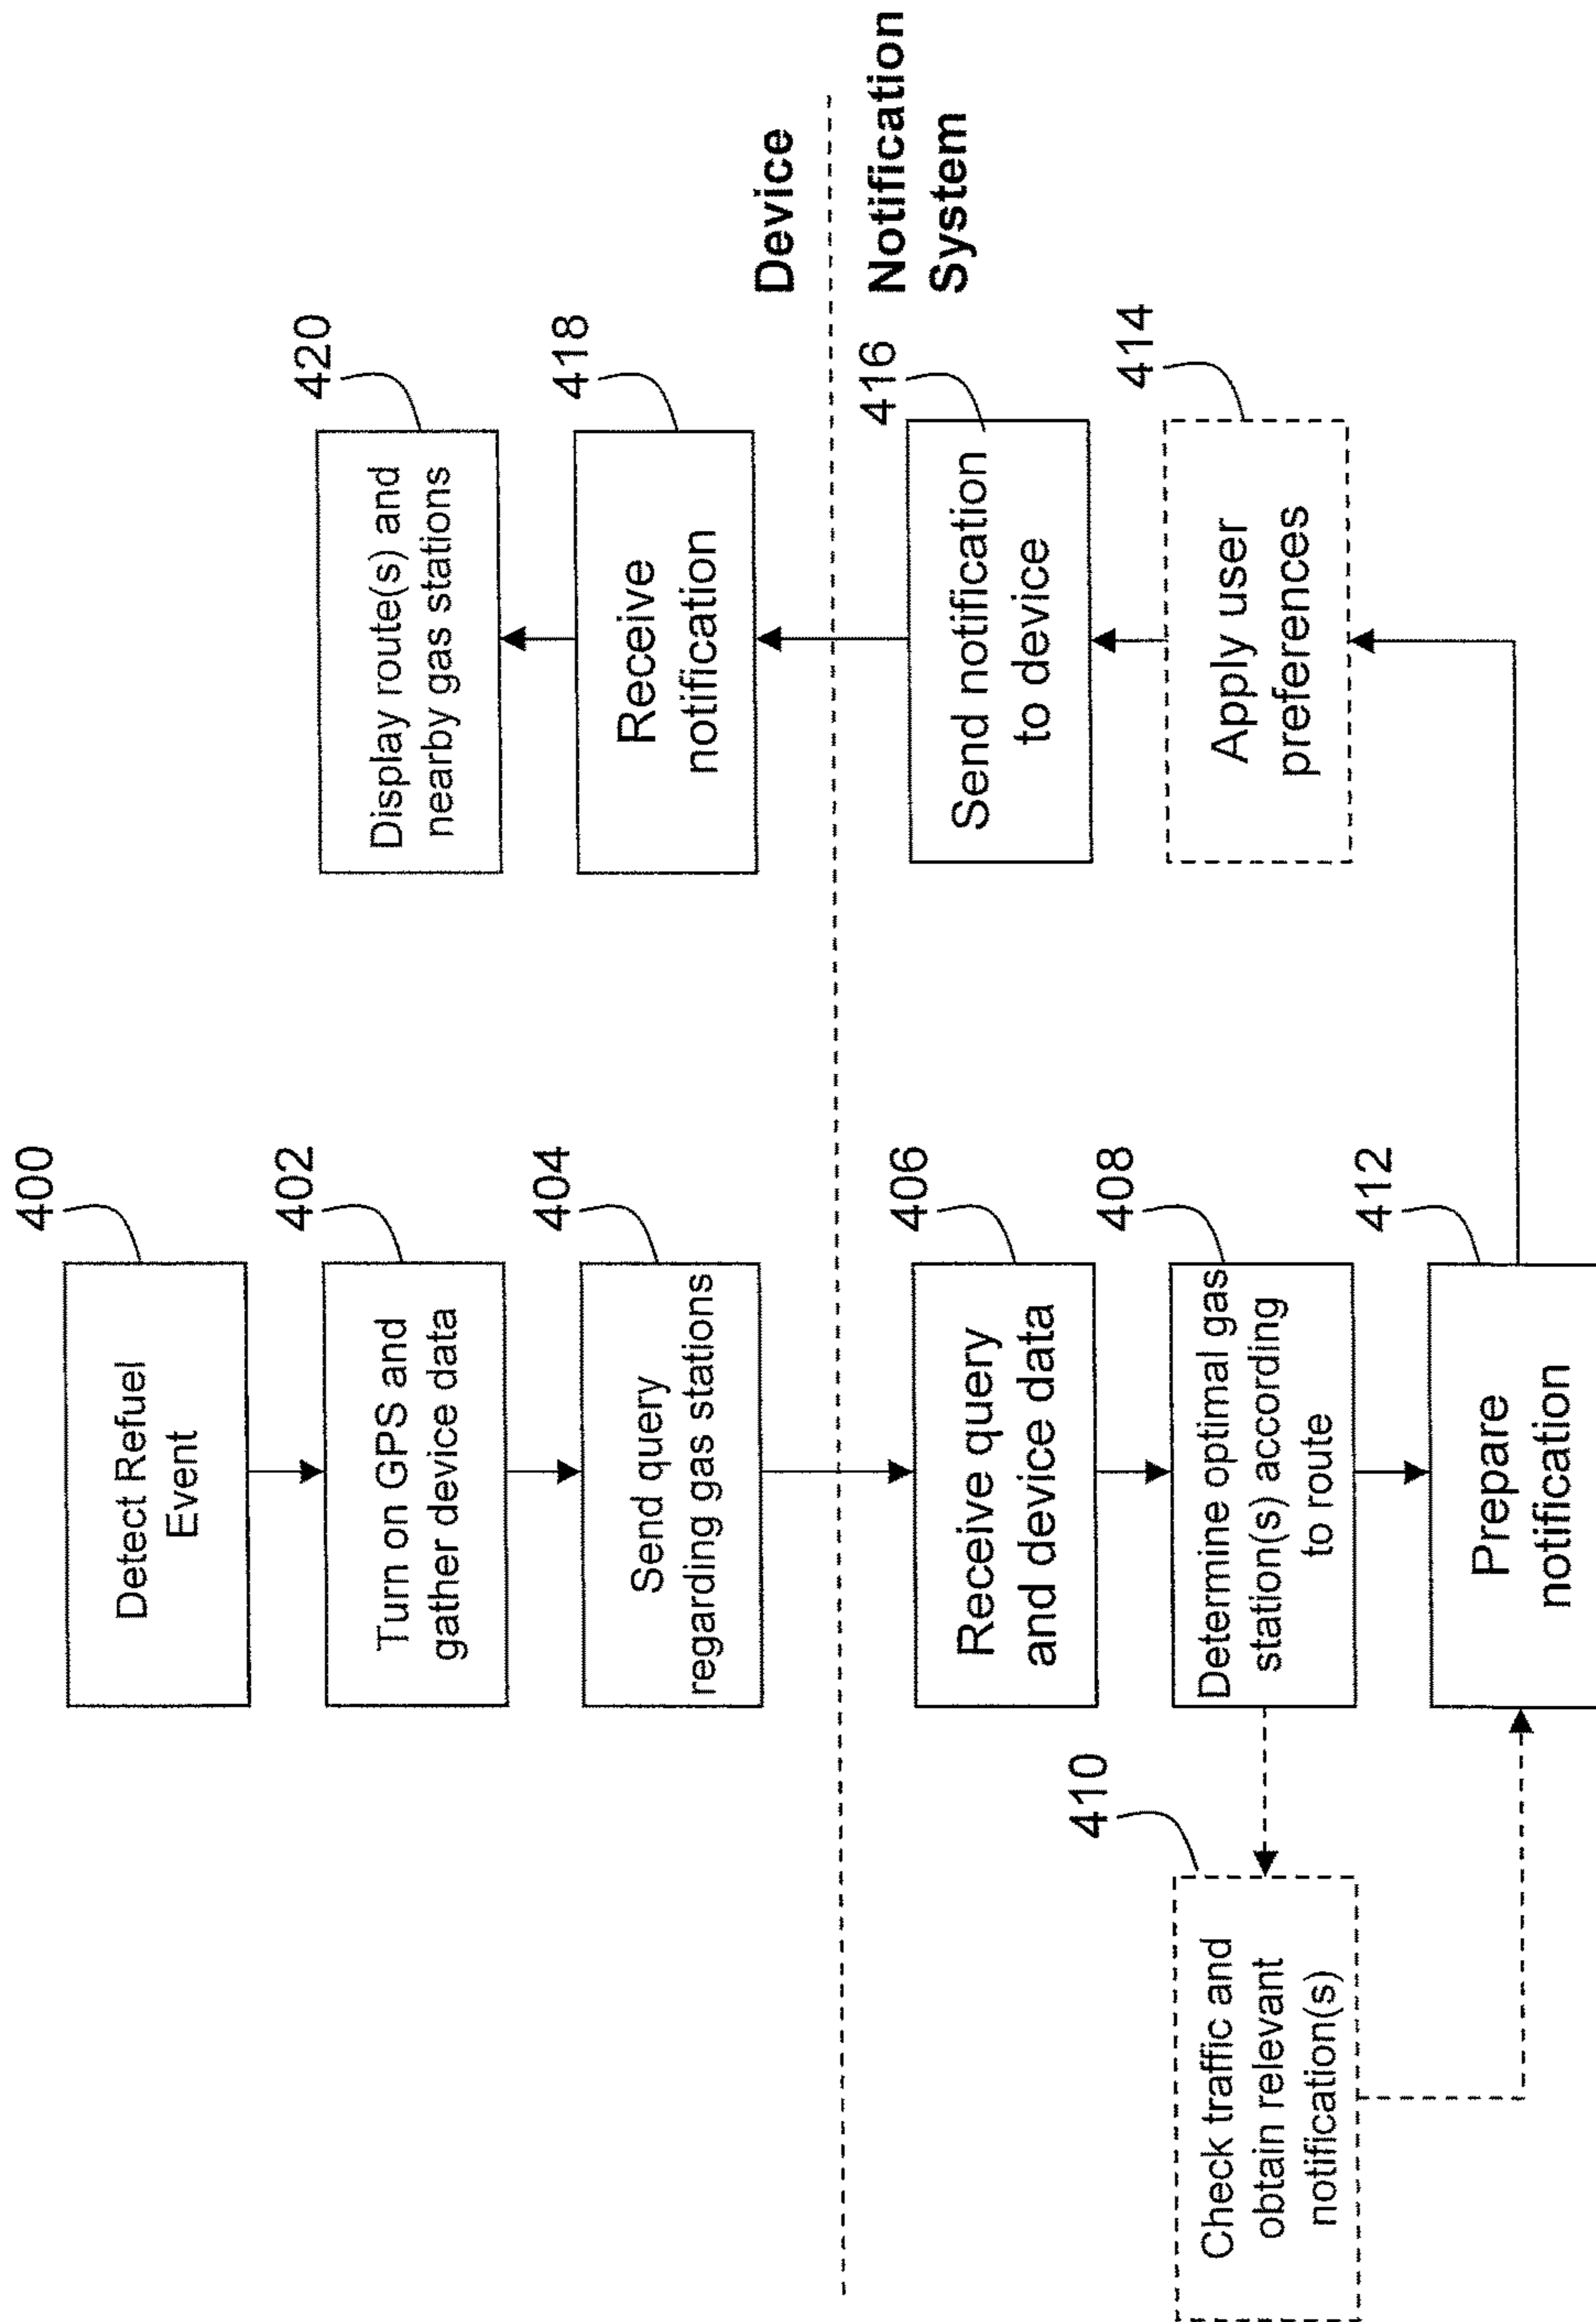 400
Detect Refuel
Event
402
Turn on GPS and
gather device data
404
Send query
regarding gas stations
406
Receive query
and device data
408
Determine optimal gas
station(s) according
to route
410
Check traffic and
obtain relevant
notification(s)
412
Prepare
notification
414
Apply user
preferences
416
Send notification
to device
418
Receive
notification
420
Display route(s) and
nearby gas stations
Device
Notification
System